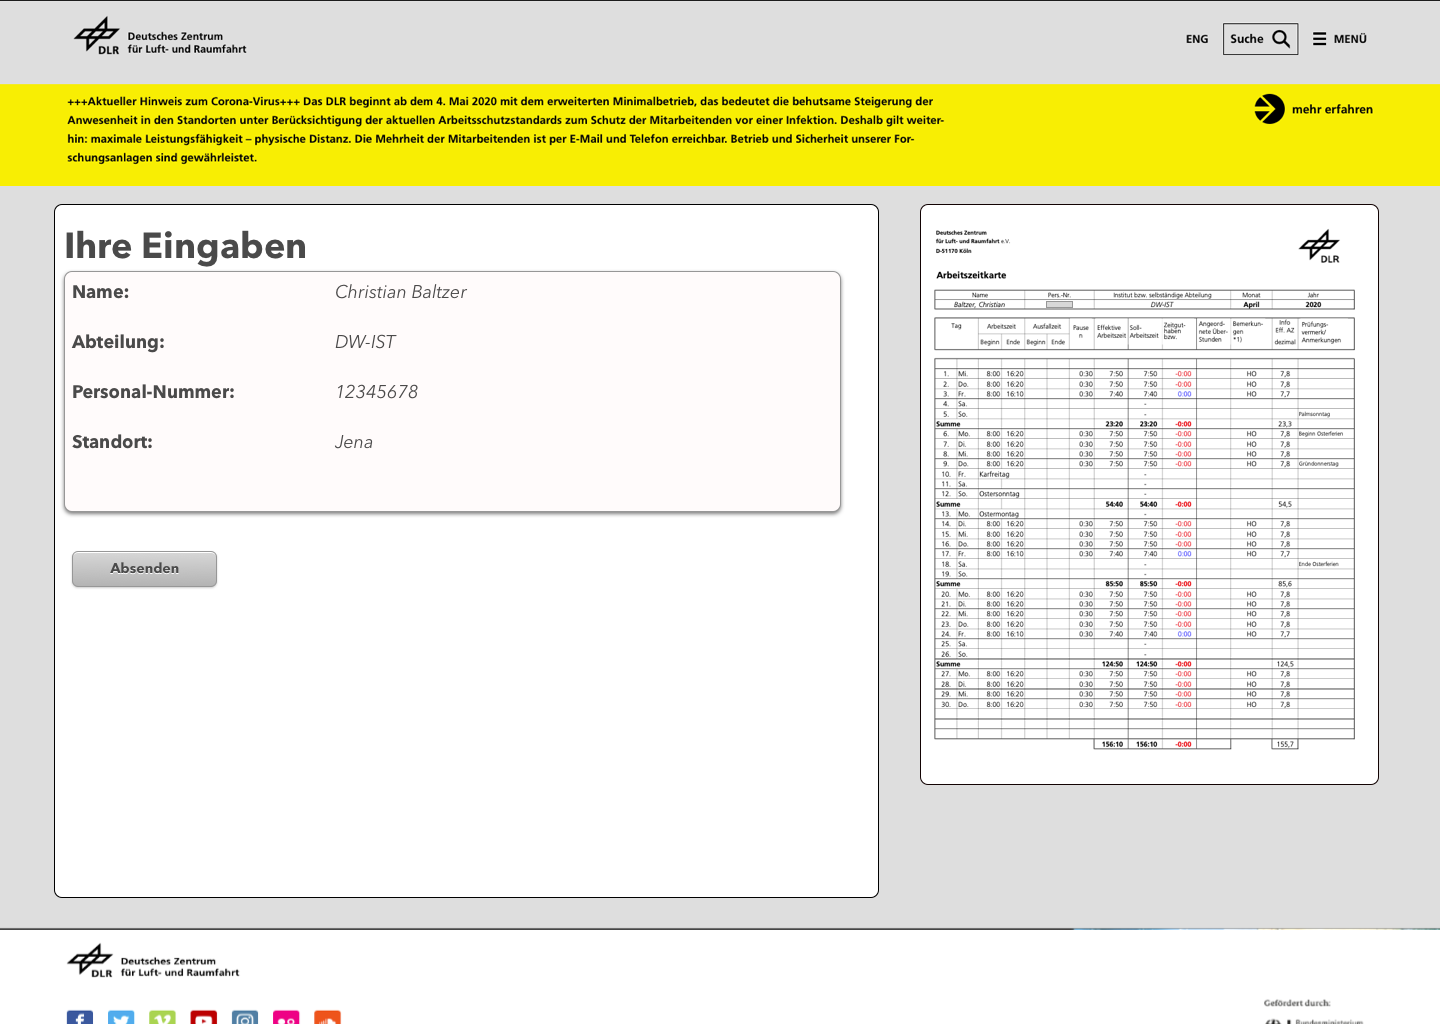 Deutsches Zentrum
für Luft- und Raumfahrt
DLR
ENG
Suche
MENÜ
+++Aktueller Hinweis zum Corona-Virus+++ Das DLR beginnt ab dem 4. Mai 2020 mit dem erweiterten Minimalbetrieb, das bedeutet die behutsame Steigerung der
Anwesenheit in den Standorten unter Berücksichtigung der aktuellen Arbeitsschutzstandards zum Schutz der Mitarbeitenden vor einer Infektion. Deshalb gilt weiter-
hin: maximale Leistungsfähigkeit – physische Distanz. Die Mehrheit der Mitarbeitenden ist per E-Mail und Telefon erreichbar. Betrieb und Sicherheit unserer For-
schungsanlagen sind gewährleistet.
mehr erfahren
Ihre Eingaben
Name: Christian Baltzer
Abteilung: DW-IST
Personal-Nummer: 12345678
Standort: Jena
Absenden
Deutsches Zentrum
für Luft- und Raumfahrt e.V.
D-51170 Köln
DLR
Arbeitszeitkarte
Name Pers.-Nr. Institut bzw. selbständige Abteilung Monat Jahr
Baltzer, Christian DW-IST April 2020
Tag Arbeitszeit Ausfallzeit Pausen Effektive Arbeitszeit Soll-Arbeitszeit Zeitgut-haben bzw. Angeord-nete Über-Stunden Bemerkun-gen *1) Info Eff. AZ Prüfungs-vermerk/ Anmerkungen
Beginn Ende Beginn Ende dezimal
1. Mi. 8:00 16:20 0:30 7:50 7:50 -0:00 HO 7,8
2. Do. 8:00 16:20 0:30 7:50 7:50 -0:00 HO 7,8
3. Fr. 8:00 16:10 0:30 7:40 7:40 0:00 HO 7,7
4. Sa. -
5. So. - Palmsonntag
Summe 23:20 23:20 -0:00 23,3
6. Mo. 8:00 16:20 0:30 7:50 7:50 -0:00 HO 7,8 Beginn Osterferien
7. Di. 8:00 16:20 0:30 7:50 7:50 -0:00 HO 7,8
8. Mi. 8:00 16:20 0:30 7:50 7:50 -0:00 HO 7,8
9. Do. 8:00 16:20 0:30 7:50 7:50 -0:00 HO 7,8 Gründonnerstag
10. Fr. Karfreitag -
11. Sa. -
12. So. Ostersonntag -
Summe 54:40 54:40 -0:00 54,5
13. Mo. Ostermontag -
14. Di. 8:00 16:20 0:30 7:50 7:50 -0:00 HO 7,8
15. Mi. 8:00 16:20 0:30 7:50 7:50 -0:00 HO 7,8
16. Do. 8:00 16:20 0:30 7:50 7:50 -0:00 HO 7,8
17. Fr. 8:00 16:10 0:30 7:40 7:40 0:00 HO 7,7
18. Sa. - Ende Osterferien
19. So. -
Summe 85:50 85:50 -0:00 85,6
20. Mo. 8:00 16:20 0:30 7:50 7:50 -0:00 HO 7,8
21. Di. 8:00 16:20 0:30 7:50 7:50 -0:00 HO 7,8
22. Mi. 8:00 16:20 0:30 7:50 7:50 -0:00 HO 7,8
23. Do. 8:00 16:20 0:30 7:50 7:50 -0:00 HO 7,8
24. Fr. 8:00 16:10 0:30 7:40 7:40 0:00 HO 7,7
25. Sa. -
26. So. -
Summe 124:50 124:50 -0:00 124,5
27. Mo. 8:00 16:20 0:30 7:50 7:50 -0:00 HO 7,8
28. Di. 8:00 16:20 0:30 7:50 7:50 -0:00 HO 7,8
29. Mi. 8:00 16:20 0:30 7:50 7:50 -0:00 HO 7,8
30. Do. 8:00 16:20 0:30 7:50 7:50 -0:00 HO 7,8
156:10 156:10 -0:00 155,7
Deutsches Zentrum
für Luft- und Raumfahrt
DLR
Gefördert durch:
Bundesministerium